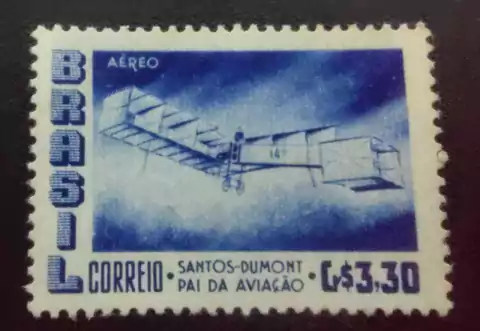 BRASIL
AÉREO
14
CORREIO • SANTOS-DUMONT
PAI DA AVIAÇÃO • Cr$3,30